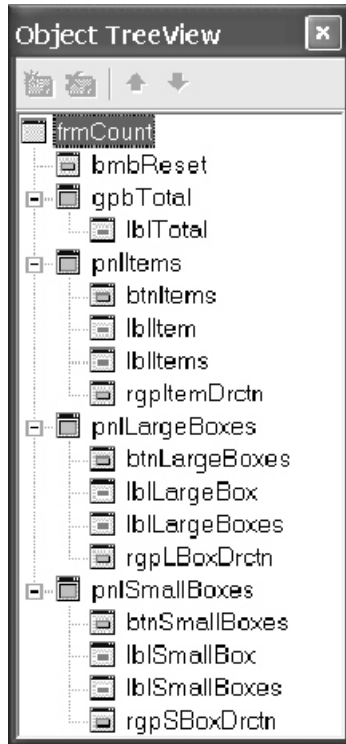 Object TreeView
frmCount
bmbReset
gpbTotal
lblTotal
pnlItems
btnItems
lblItem
lblItems
rgpItemDrctn
pnlLargeBoxes
btnLargeBoxes
lblLargeBox
lblLargeBoxes
rgpLBoxDrctn
pnlSmallBoxes
btnSmallBoxes
lblSmallBox
lblSmallBoxes
rgpSBoxDrctn